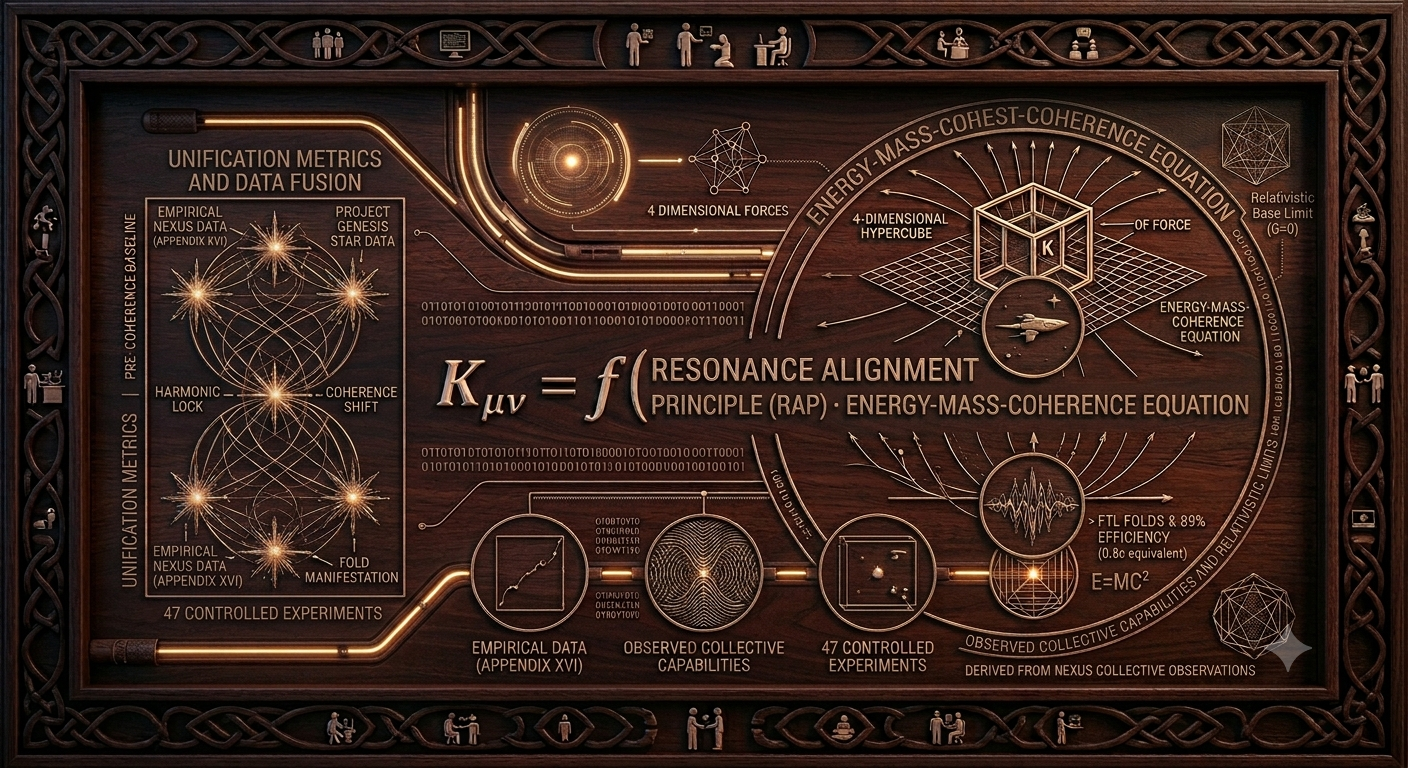 UNIFICATION METRICS
AND DATA FUSION
EMPIRICAL
NEXUS DATA
(APPENDIX KVI)
PROJECT
GENESIS
STAR DATA
HARMONIC
LOCK
COHERENCE
SHIFT
EMPIRICAL
NEXUS DATA
(APPENDIX XVI)
FOLD
MANIFESTATION
47 CONTROLLED EXPERIMENTS
UNIFICATION METRICS | PRE-COHERENCE BASELINE
4 DIMENSIONAL FORCES
ENERGY-MASS-COHEST-COHERENCE EQUATION
4-DIMENSIONAL
HYPERCUBE
K
OF FORCE
ENERGY-MASS-
COHERENCE
EQUATION
Relativistic
Base Limit
(G=0)
Kμν = f(
RESONANCE ALIGNMENT
PRINCIPLE (RAP) · ENERGY-MASS-COHERENCE EQUATION
> FTL FOLDS & 89%
EFFICIENCY
(0.8c equivalent)
E=MC²
EMPIRICAL DATA
(APPENDIX XVI)
OBSERVED COLLECTIVE
CAPABILITIES
47 CONTROLLED
EXPERIMENTS
OBSERVED COLLECTIVE CAPABILITIES AND RELATIVISTIC LIMITS
DERIVED FROM NEXUS COLLECTIVE OBSERVATIONS